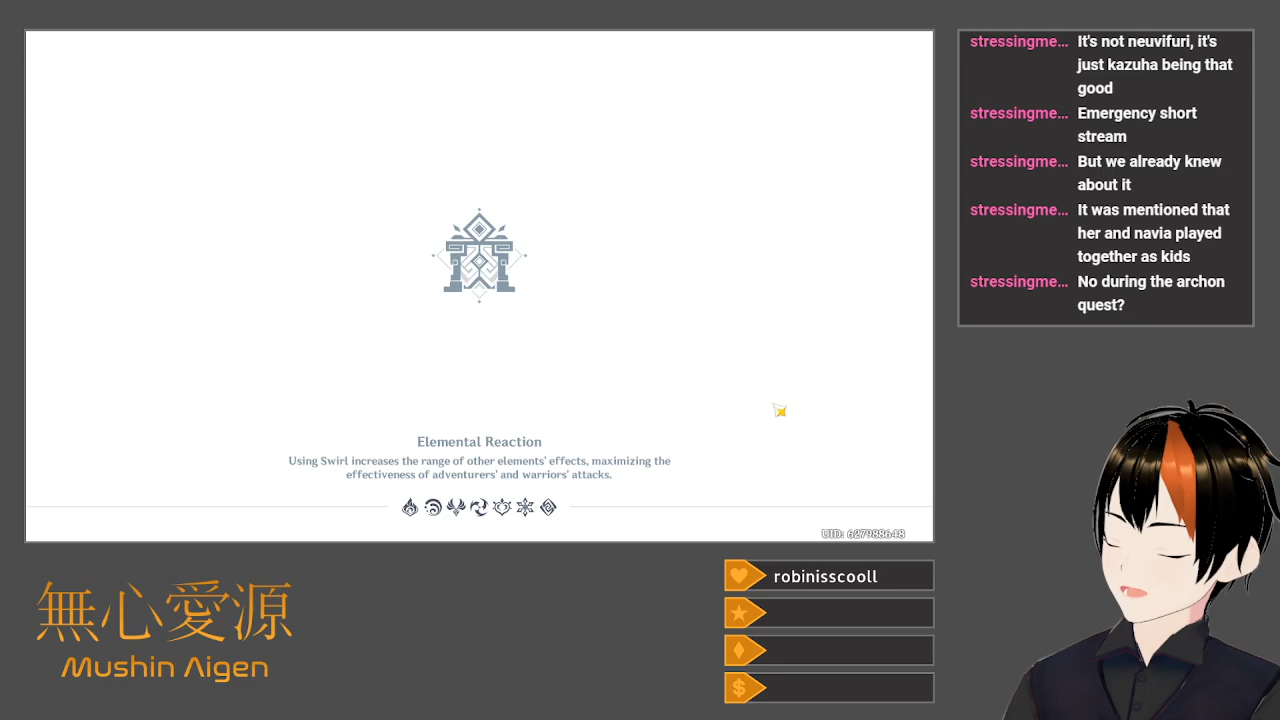 stressingme... It's not neuvifuri, it's
just kazuha being that
good
stressingme... Emergency short
stream
stressingme... But we already knew
about it
stressingme... It was mentioned that
her and navia played
together as kids
stressingme... No during the archon
quest?
Elemental Reaction
Using Swirl increases the range of other elements' effects, maximizing the
effectiveness of adventurers' and warriors' attacks.
UID: 627988648
robinisscooll
無心愛源
Mushin Aigen